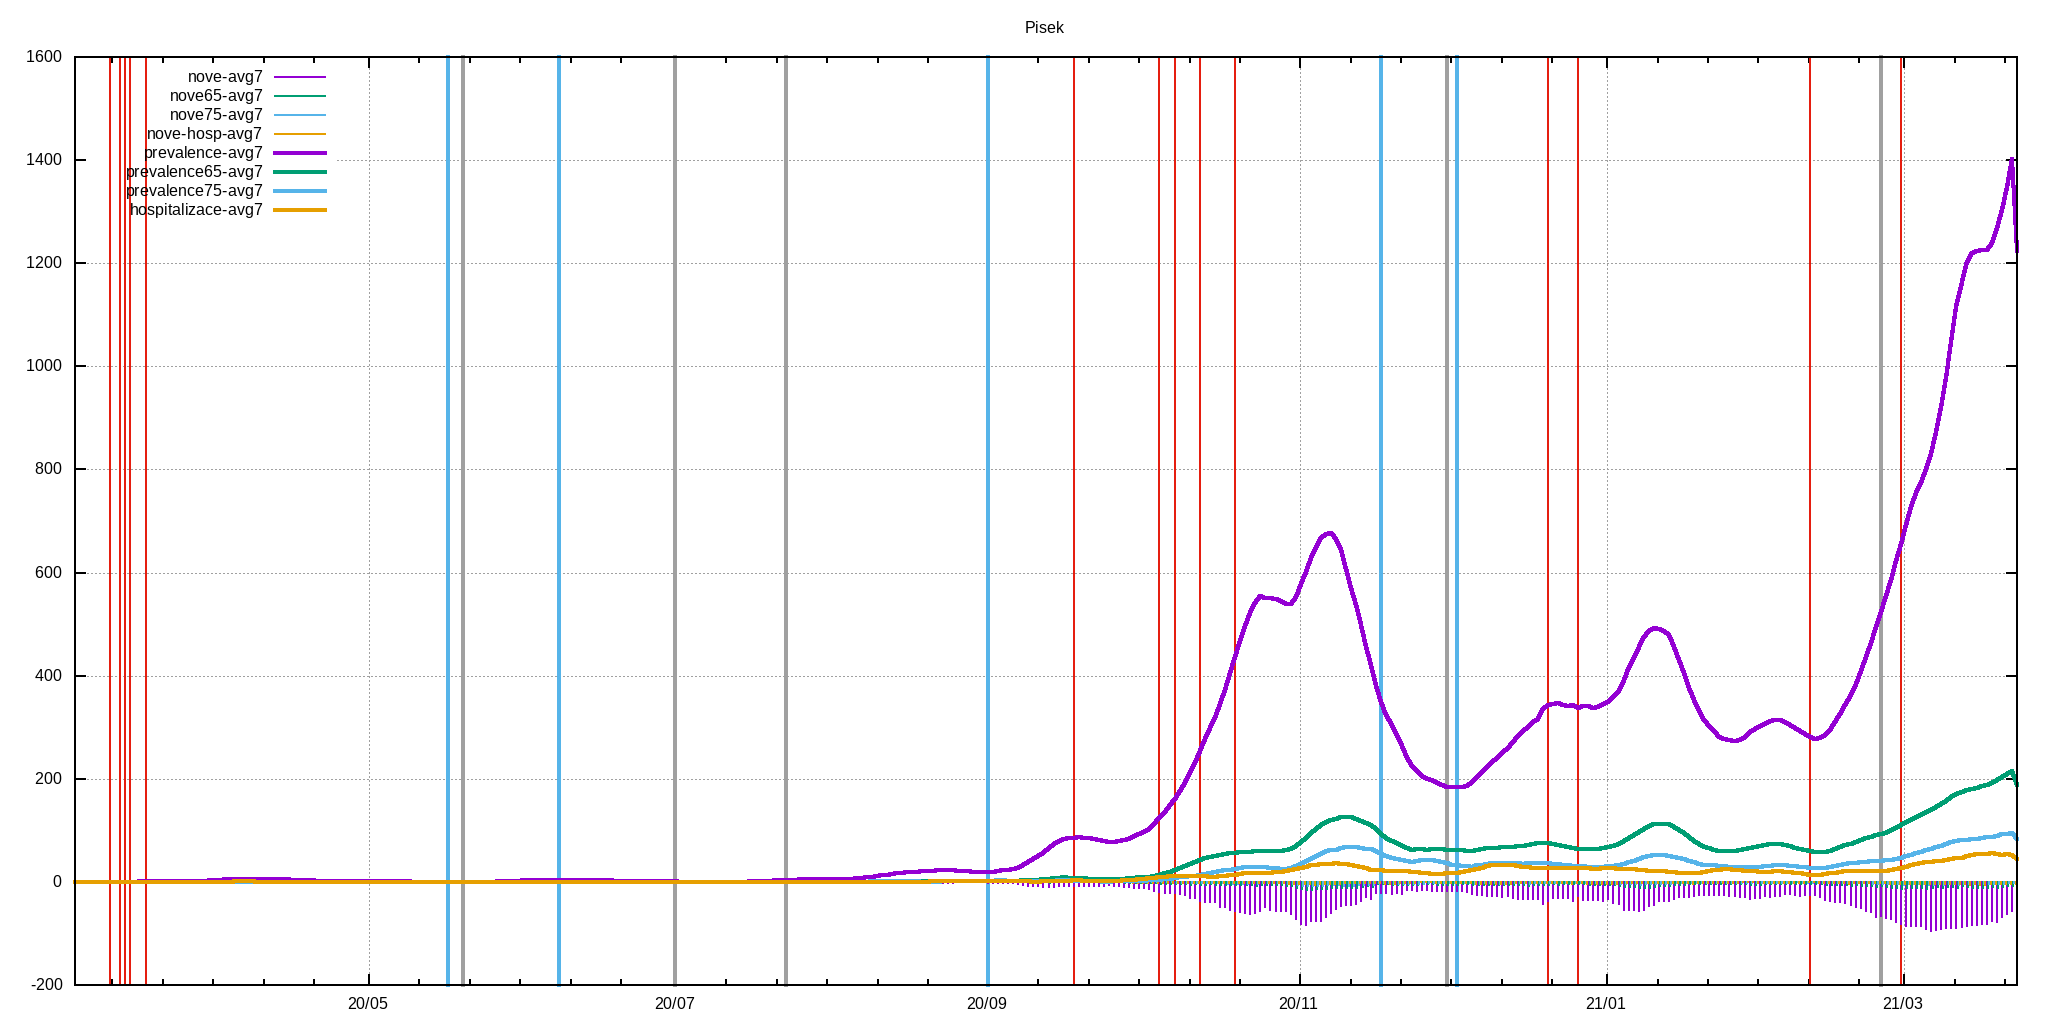 Pisek
1600
1400
1200
1000
800
600
400
200
0
-200
nove-avg7
nove65-avg7
nove75-avg7
nove-hosp-avg7
prevalence-avg7
prevalence65-avg7
prevalence75-avg7
hospitalizace-avg7
20/05 20/07 20/09 20/11 21/01 21/03